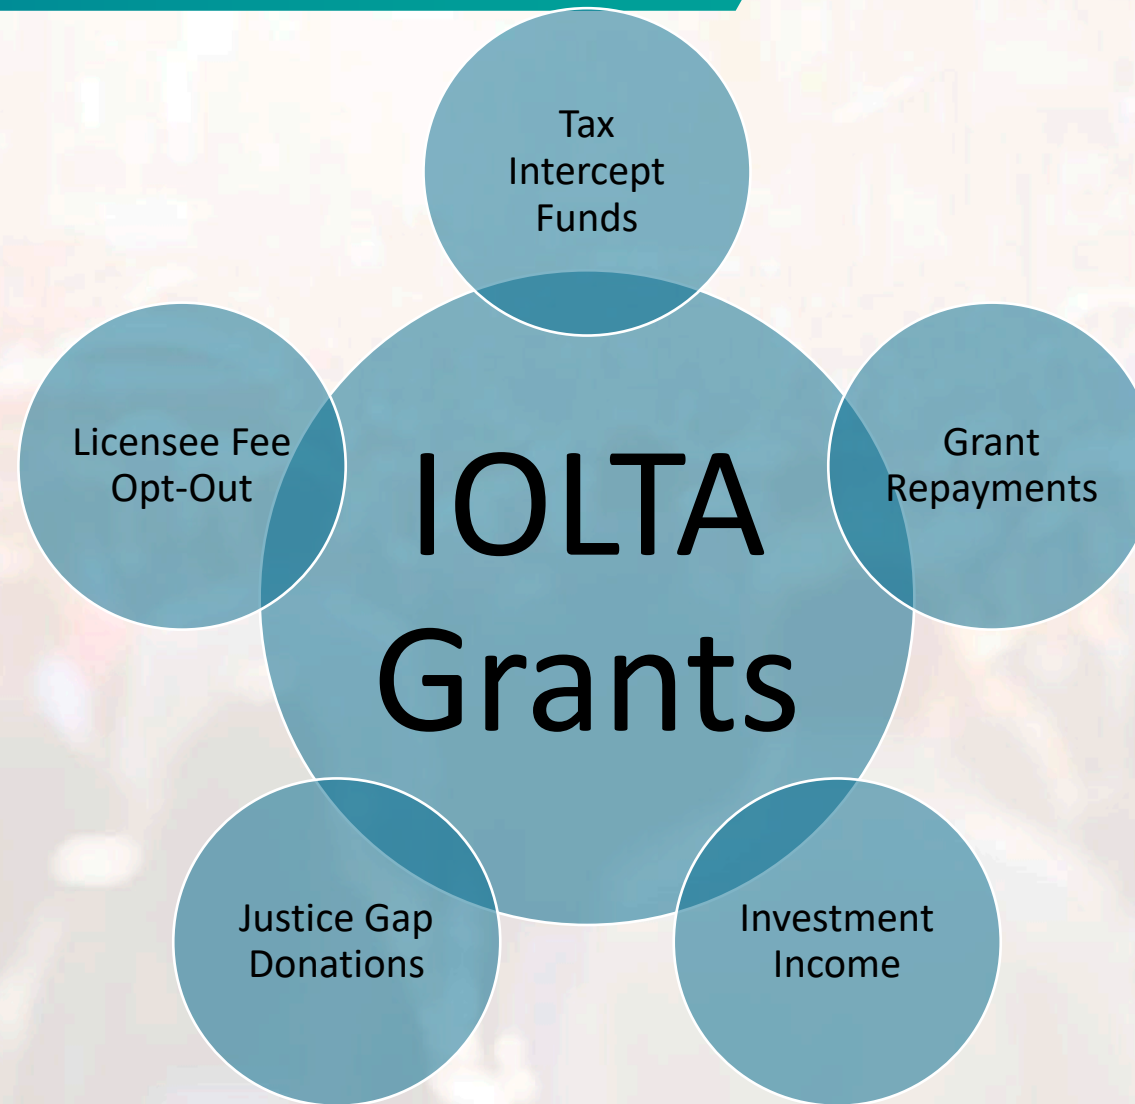 Tax
Intercept
Funds
Licensee Fee
Opt-Out
Grant
Repayments
IOLTA
Grants
Justice Gap
Donations
Investment
Income